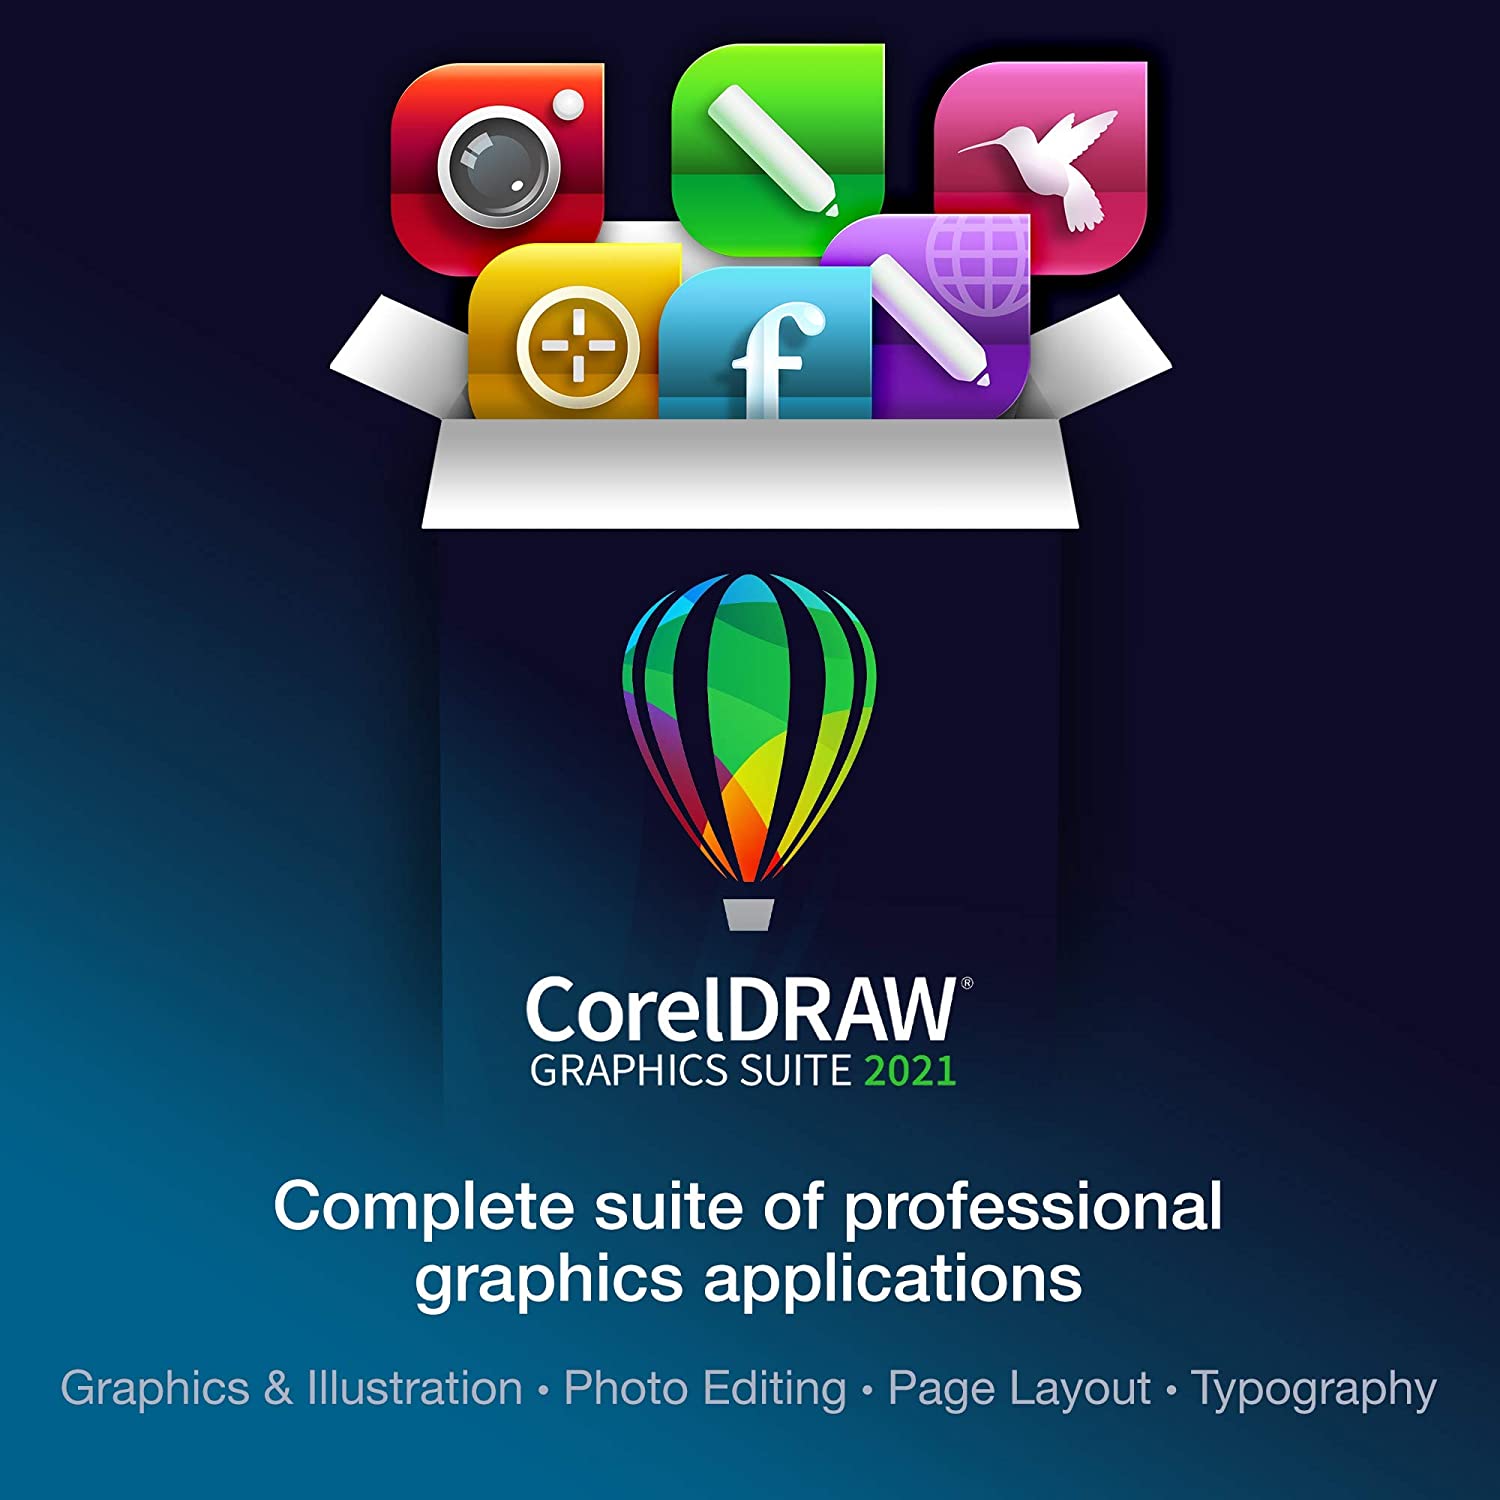 f
CorelDRAW®
GRAPHICS SUITE 2021
Complete suite of professional
graphics applications
Graphics & Illustration • Photo Editing • Page Layout • Typography